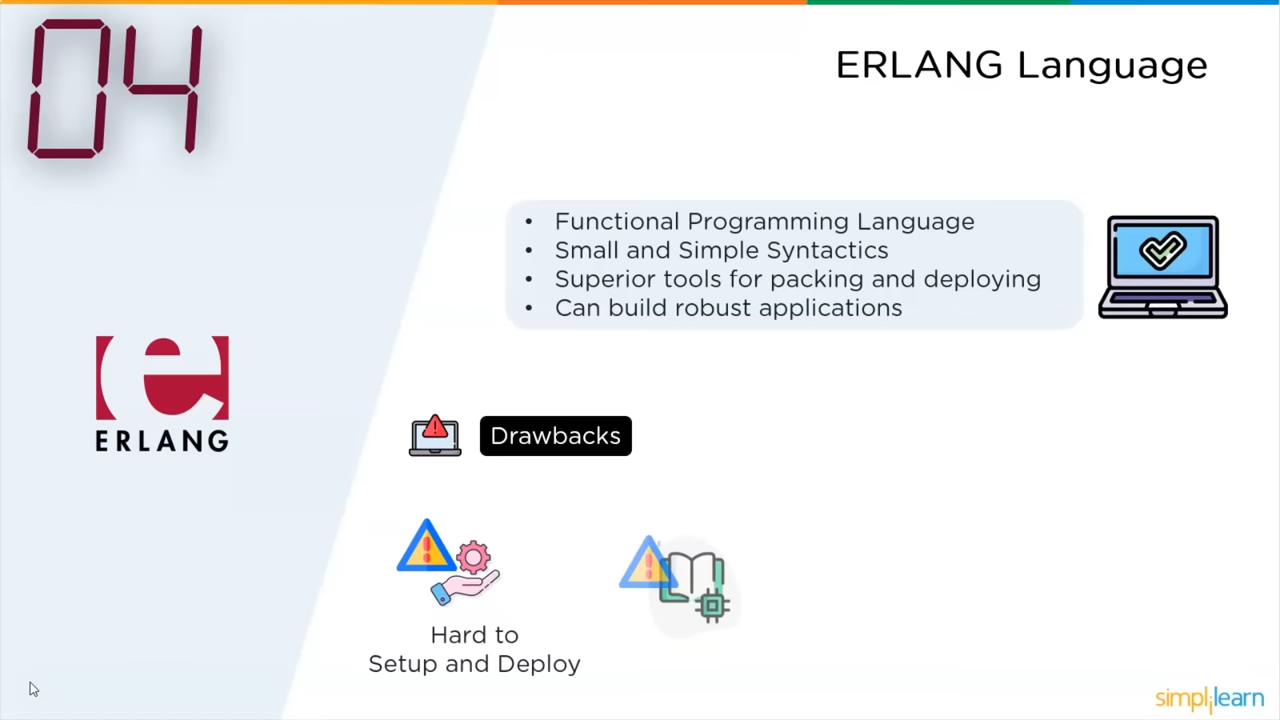 04
ERLANG Language
• Functional Programming Language
• Small and Simple Syntactics
• Superior tools for packing and deploying
• Can build robust applications
e
ERLANG
Drawbacks
Hard to
Setup and Deploy
simplilearn